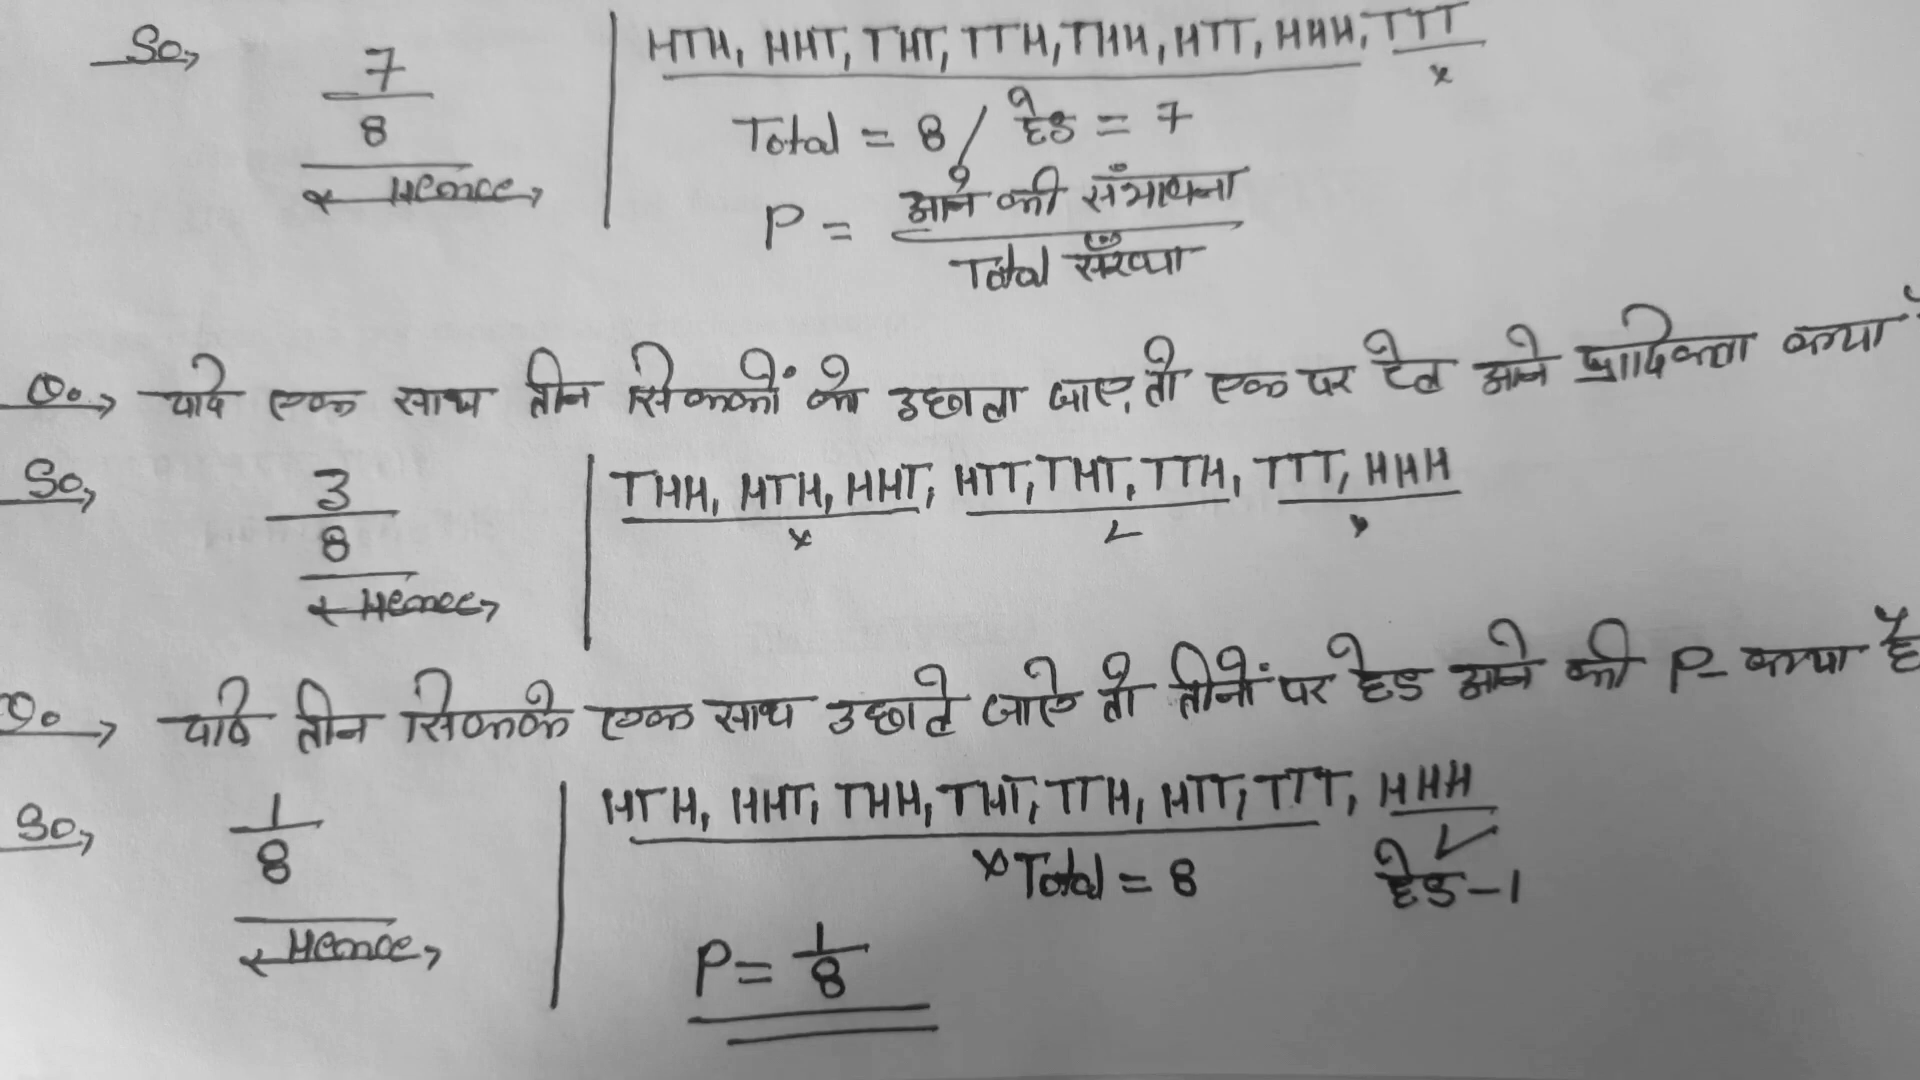 So,
7
8
Hence,
HTH, HHT, THT, TTH, THH, HTT, HHH, TTT
x
Total = 8 / हेड = 7
P = आने की संभावना
Total संख्या
Q. → यदि एक साथ तीन सिक्कों को उछाला जाए, तो एक पर टेल आने प्रायिकता क्या
So,
3
8
Hence,
THH, HTH, HHT, HTT, THT, TTH, TTT, HHH
x
Q. → यदि तीन सिक्के एक साथ उछाले जाऐ तो तीनों पर हेड आने की P- क्या है
So,
1
8
Hence,
HTH, HHT, THH, THT, TTH, HTT, TTT, HHH
x Total = 8 हेड-1
P = 1
8